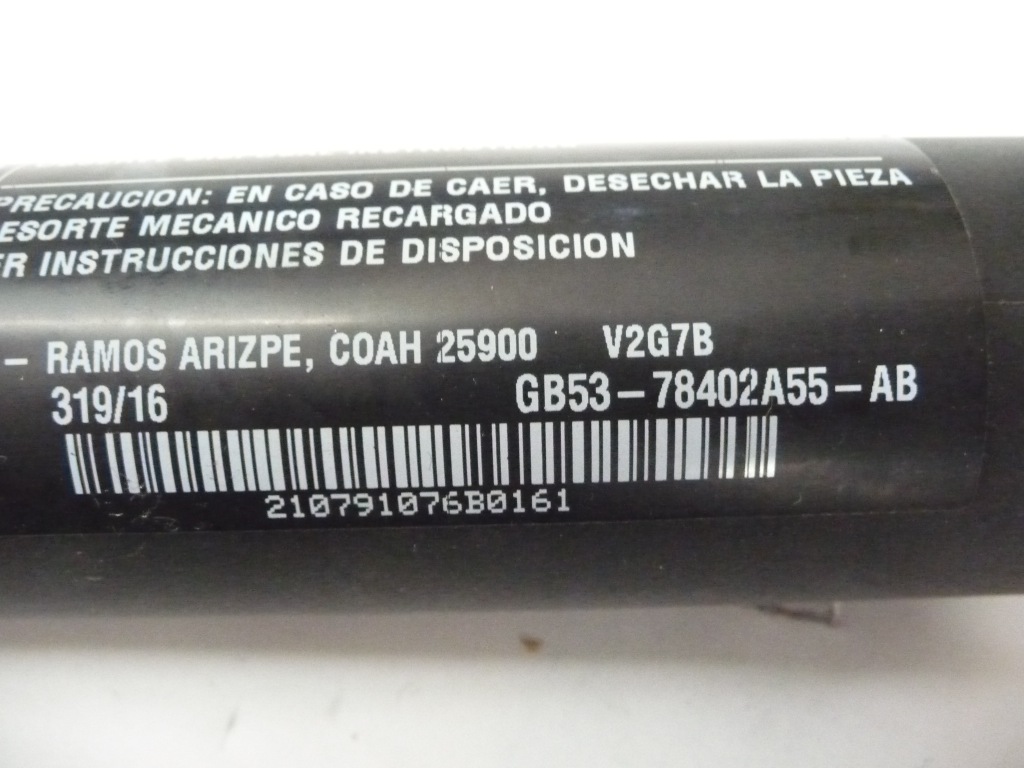 PRECAUCION: EN CASO DE CAER, DESECHAR LA PIEZA
ESORTE MECANICO RECARGADO
ER INSTRUCCIONES DE DISPOSICION
– RAMOS ARIZPE, COAH 25900 V2G7B
319/16 GB53–78402A55–AB
210791076B0161